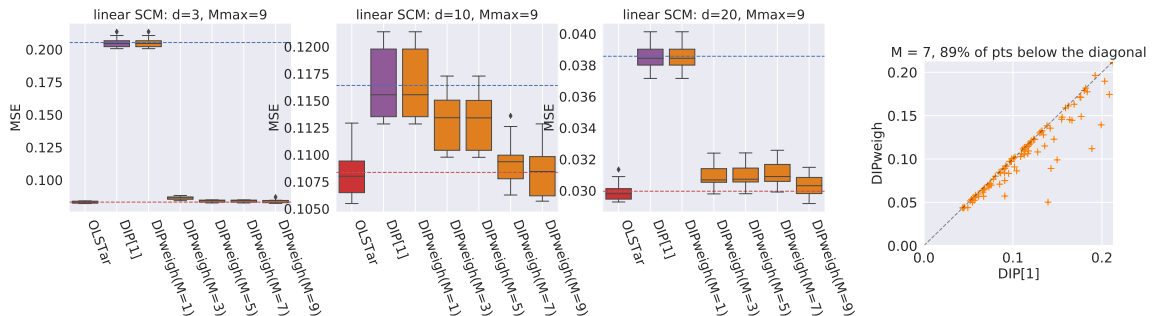 linear SCM: d=3, Mmax=9
MSE
0.200
0.175
0.150
0.125
0.100
OLSTar
DIP[1]
DIPweigh(M=1)
DIPweigh(M=3)
DIPweigh(M=5)
DIPweigh(M=7)
DIPweigh(M=9)
linear SCM: d=10, Mmax=9
MSE
0.1200
0.1175
0.1150
0.1125
0.1100
0.1075
0.1050
OLSTar
DIP[1]
DIPweigh(M=1)
DIPweigh(M=3)
DIPweigh(M=5)
DIPweigh(M=7)
DIPweigh(M=9)
linear SCM: d=20, Mmax=9
MSE
0.040
0.038
0.036
0.034
0.032
0.030
OLSTar
DIP[1]
DIPweigh(M=1)
DIPweigh(M=3)
DIPweigh(M=5)
DIPweigh(M=7)
DIPweigh(M=9)
M = 7, 89% of pts below the diagonal
DIPweigh
0.20
0.15
0.10
0.05
0.00
0.0
0.1
0.2
DIP[1]